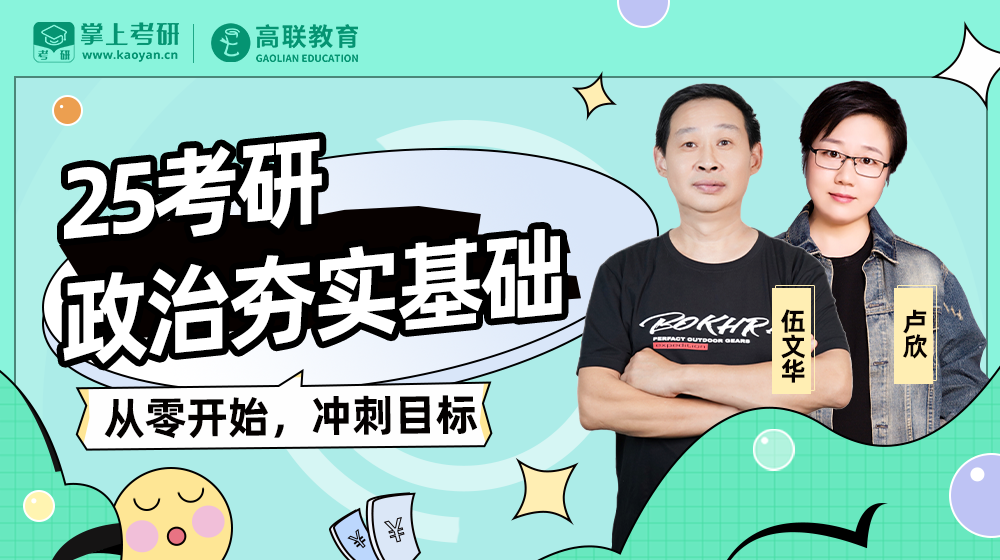 掌上考研
www.kaoyan.cn
考研
高联教育
GAOLIAN EDUCATION
25考研
政治夯实基础
从零开始，冲刺目标
BOKHR
PERFACT OUTDOOR GEARS
expedition
伍文华
卢欣
¥
¥